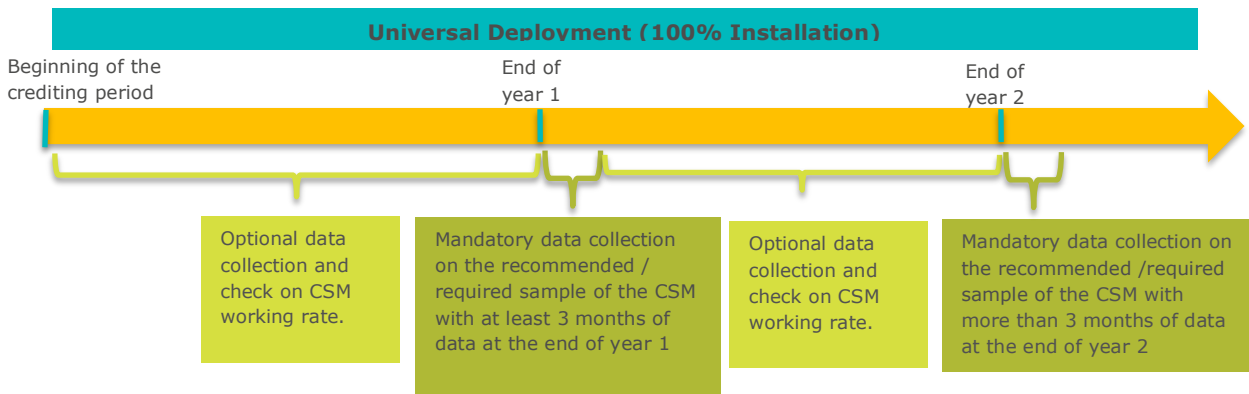 Universal Deployment (100% Installation)
Beginning of the
crediting period
End of
year 1
End of
year 2
Optional data
collection and
check on CSM
working rate.
Mandatory data collection
on the recommended /
required sample of the CSM
with at least 3 months of
data at the end of year 1
Optional data
collection and
check on CSM
working rate.
Mandatory data collection on
the recommended /required
sample of the CSM with
more than 3 months of data
at the end of year 2